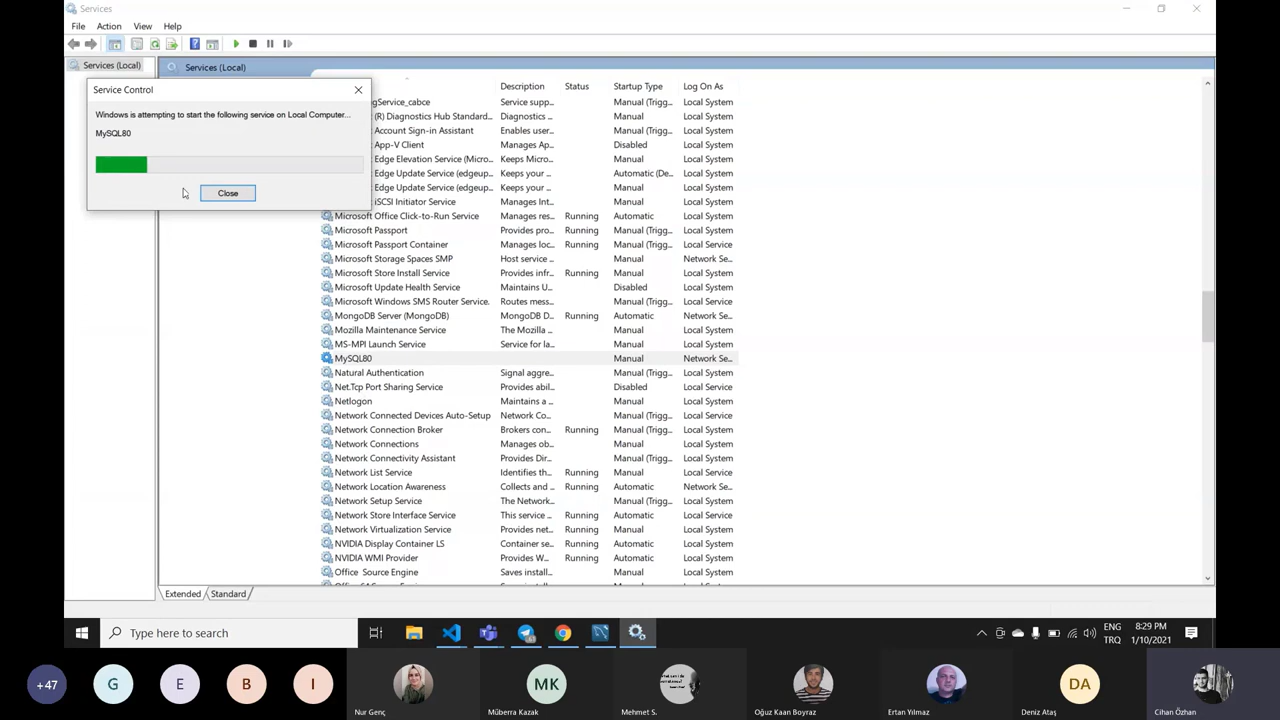 Services
File Action View Help
Services (Local)
Services (Local)
Service Control
Windows is attempting to start the following service on Local Computer...
MySQL80
Close
Description Status Startup Type Log On As
gService_cabce Service supp... Manual (Trigg... Local System
(R) Diagnostics Hub Standard... Diagnostics ... Manual Local System
Account Sign-in Assistant Enables user... Manual (Trigg... Local System
App-V Client Disabled Local System
Edge Elevation Service (Micro... Keeps Micro... Manual Local System
Edge Update Service (edgeup... Keeps your ... Automatic (De... Local System
Edge Update Service (edgeup... Keeps your ... Manual (Trigg... Local System
iSCSI Initiator Service Manages Int... Manual Local System
Microsoft Office Click-to-Run Service Manages res... Running Automatic Local System
Microsoft Passport Provides pro... Running Manual (Trigg... Local System
Microsoft Passport Container Manages loc... Running Manual (Trigg... Local Service
Microsoft Storage Spaces SMP Host service ... Manual Network Se...
Microsoft Store Install Service Provides infr... Running Manual Local System
Microsoft Update Health Service Maintains U... Disabled Local System
Microsoft Windows SMS Router Service. Routes mess... Manual (Trigg... Local Service
MongoDB Server (MongoDB) MongoDB D... Running Automatic Network Se...
Mozilla Maintenance Service The Mozilla ... Manual Local System
MS-MPI Launch Service Service for la... Manual Local System
MySQL80 Manual Network Se...
Natural Authentication Signal aggre... Manual (Trigg... Local System
Net.Tcp Port Sharing Service Provides abil... Disabled Local Service
Netlogon Maintains a ... Manual Local System
Network Connected Devices Auto-Setup Network Co... Manual (Trigg... Local Service
Network Connection Broker Brokers con... Running Manual (Trigg... Local System
Network Connections Manages ob... Manual Local System
Network Connectivity Assistant Provides Dir... Manual (Trigg... Local System
Network List Service Identifies th... Running Manual Local Service
Network Location Awareness Collects and ... Running Automatic Network Se...
Network Setup Service The Network... Manual (Trigg... Local System
Network Store Interface Service This service ... Running Automatic Local Service
Network Virtualization Service Provides net... Running Manual Local System
NVIDIA Display Container LS Container se... Running Automatic Local System
NVIDIA WMI Provider Provides W... Running Automatic Local System
Office Source Engine Saves install... Manual Local System
Extended Standard
Type here to search
ENG 8:29 PM
TRQ 1/10/2021
+47 G E B I MK DA
Nur Genç Müberra Kazak Mehmet S. Oğuz Kaan Boyraz Ertan Yılmaz Deniz Ataş Cihan Özhan